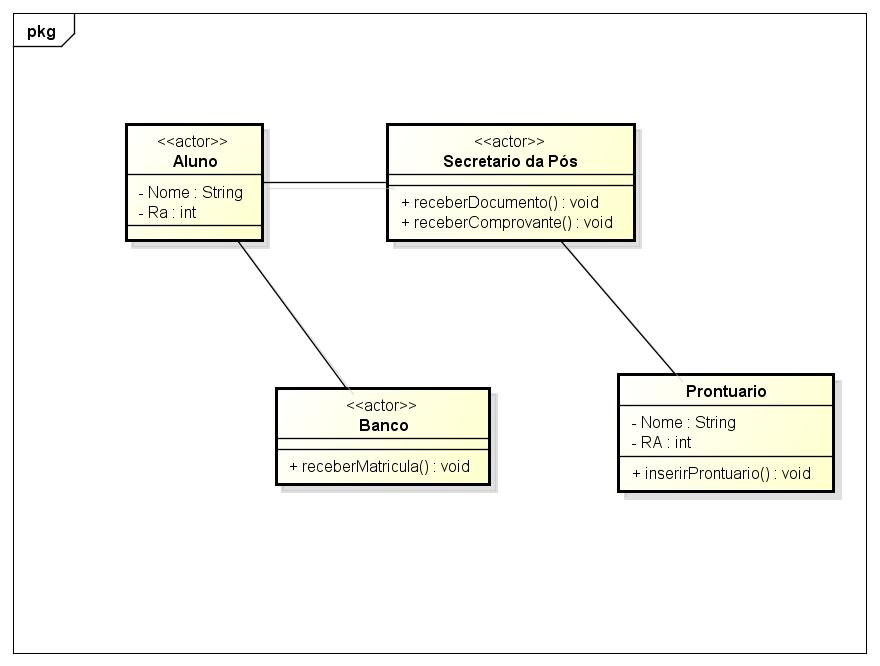 pkg
<<actor>>
Aluno
- Nome : String
- Ra : int
<<actor>>
Secretario da Pós
+ receberDocumento() : void
+ receberComprovante() : void
<<actor>>
Banco
+ receberMatricula() : void
Prontuario
- Nome : String
- RA : int
+ inserirProntuario() : void